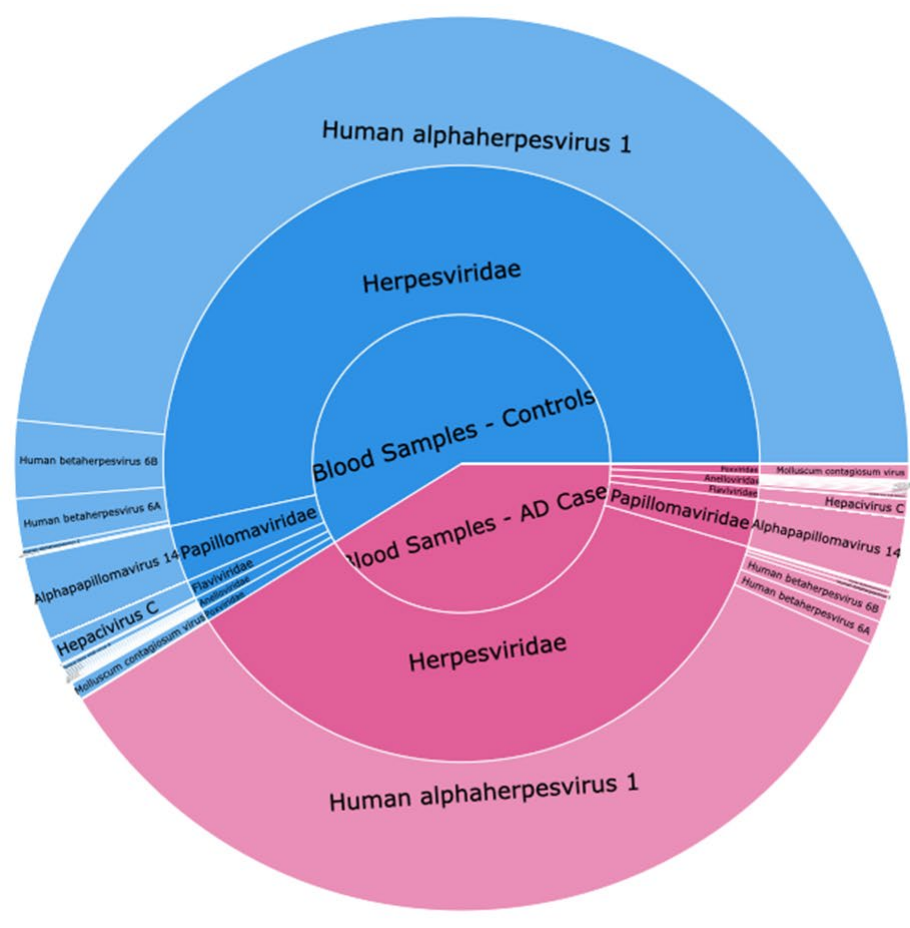 Human alphaherpesvirus 1
Herpesviridae
Blood Samples - Controls
Human betaherpesvirus 6B
Human betaherpesvirus 6A
Papillomaviridae
Alphapapillomavirus 14
Flaviviridae
Hepacivirus C
Anelloviridae
Poxviridae
Molluscum contagiosum virus
Poxviridae
Molluscum contagiosum virus
Anelloviridae
Flaviviridae
Hepacivirus C
Blood Samples - AD Case
Papillomaviridae
Alphapapillomavirus 14
Human betaherpesvirus 6B
Human betaherpesvirus 6A
Herpesviridae
Human alphaherpesvirus 1